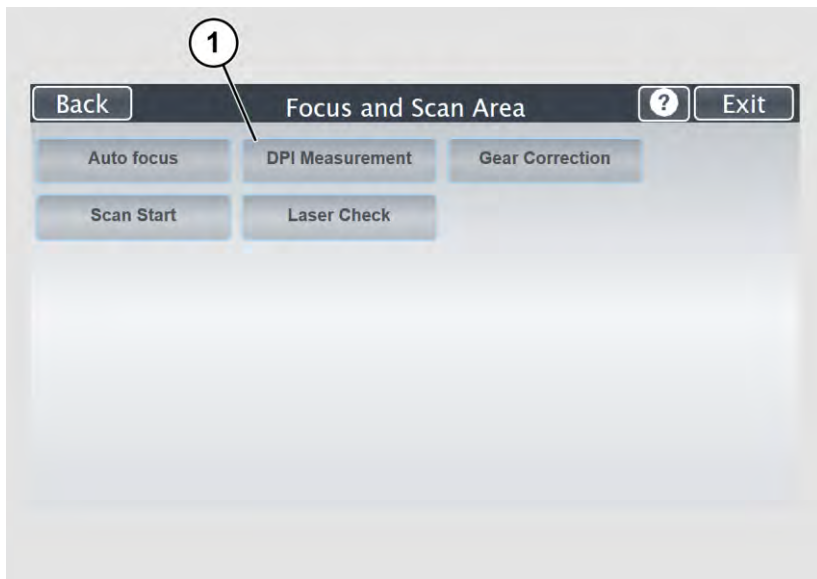 1
Back Focus and Scan Area ? Exit
Auto focus DPI Measurement Gear Correction
Scan Start Laser Check